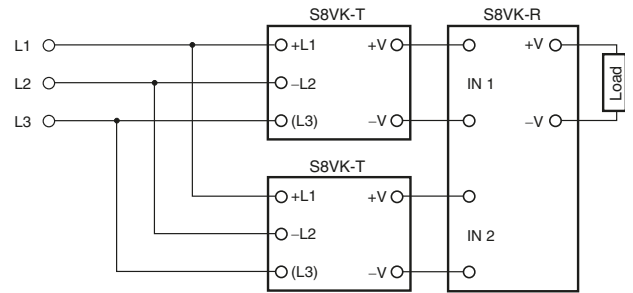 S8VK-T S8VK-R
L1 +L1 +V +V
L2 –L2 IN 1 Load
L3 (L3) –V –V
S8VK-T
+L1 +V
–L2 IN 2
(L3) –V